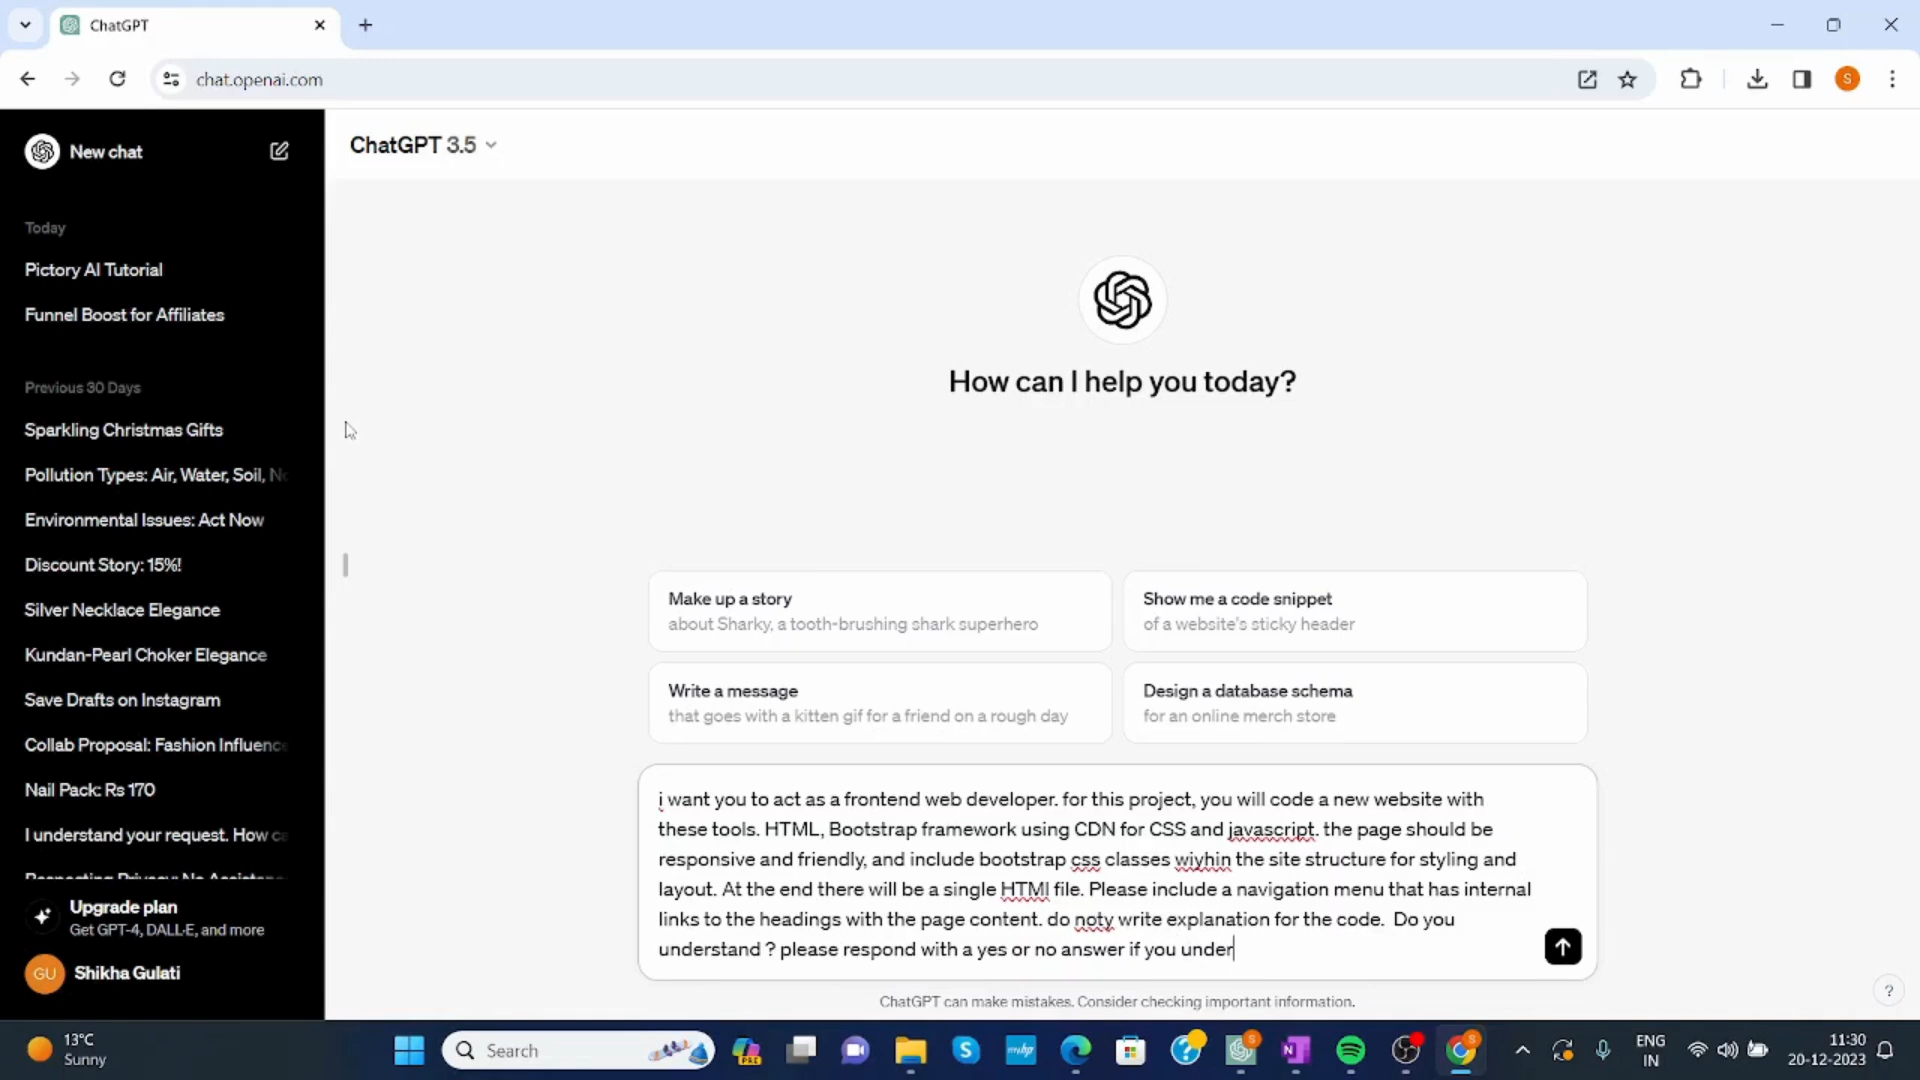 ChatGPT
chat.openai.com
S
New chat
ChatGPT 3.5
Today
Pictory AI Tutorial
Funnel Boost for Affiliates
Previous 30 Days
Sparkling Christmas Gifts
Pollution Types: Air, Water, Soil, No
Environmental Issues: Act Now
Discount Story: 15%!
Silver Necklace Elegance
Kundan-Pearl Choker Elegance
Save Drafts on Instagram
Collab Proposal: Fashion Influence
Nail Pack: Rs 170
I understand your request. How ca
Respecting Privacy: No Assistance
Upgrade plan
Get GPT-4, DALL·E, and more
GU
Shikha Gulati
How can I help you today?
Make up a story
about Sharky, a tooth-brushing shark superhero
Show me a code snippet
of a website's sticky header
Write a message
that goes with a kitten gif for a friend on a rough day
Design a database schema
for an online merch store
i want you to act as a frontend web developer. for this project, you will code a new website with
these tools. HTML, Bootstrap framework using CDN for CSS and javascript. the page should be
responsive and friendly, and include bootstrap css classes wiyhin the site structure for styling and
layout. At the end there will be a single HTMl file. Please include a navigation menu that has internal
links to the headings with the page content. do noty write explanation for the code. Do you
understand ? please respond with a yes or no answer if you under
ChatGPT can make mistakes. Consider checking important information.
?
13°C
Sunny
Search
PRE
S
myhp
N
ENG
IN
11:30
20-12-2023